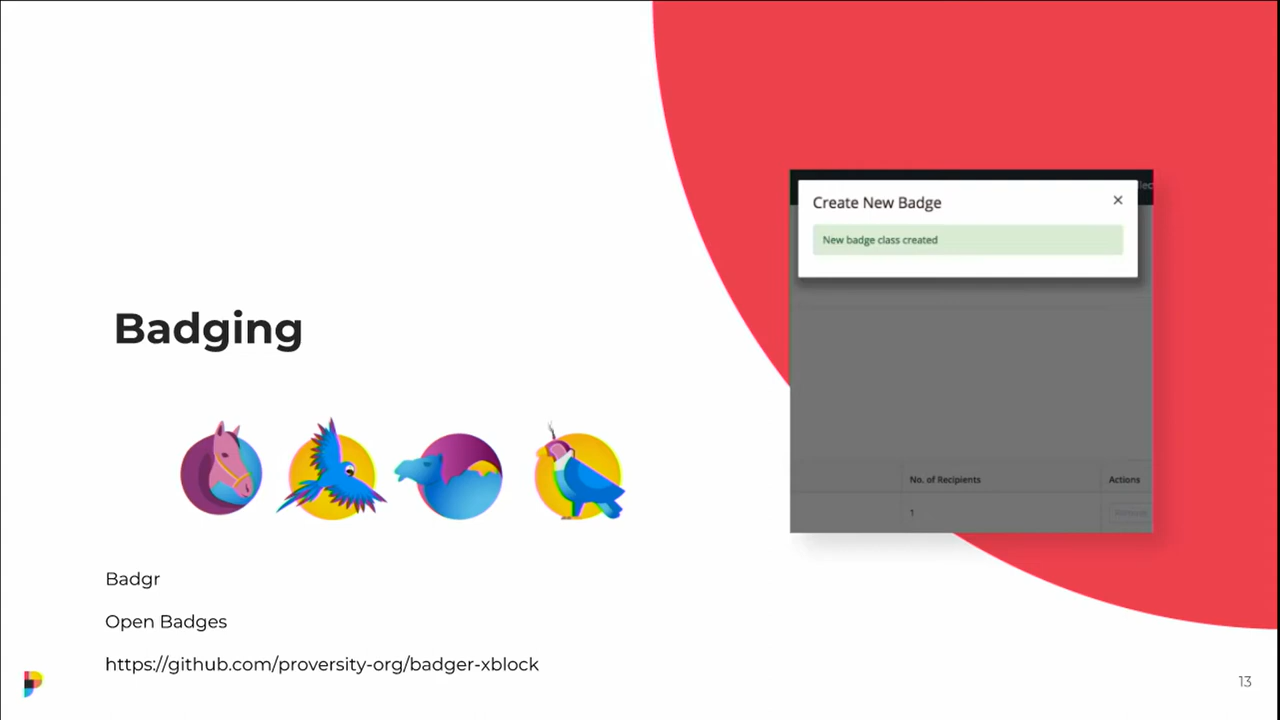 Badging
Badgr
Open Badges
https://github.com/proversity-org/badger-xblock
Create New Badge
New badge class created
No. of Recipients
Actions
1
13